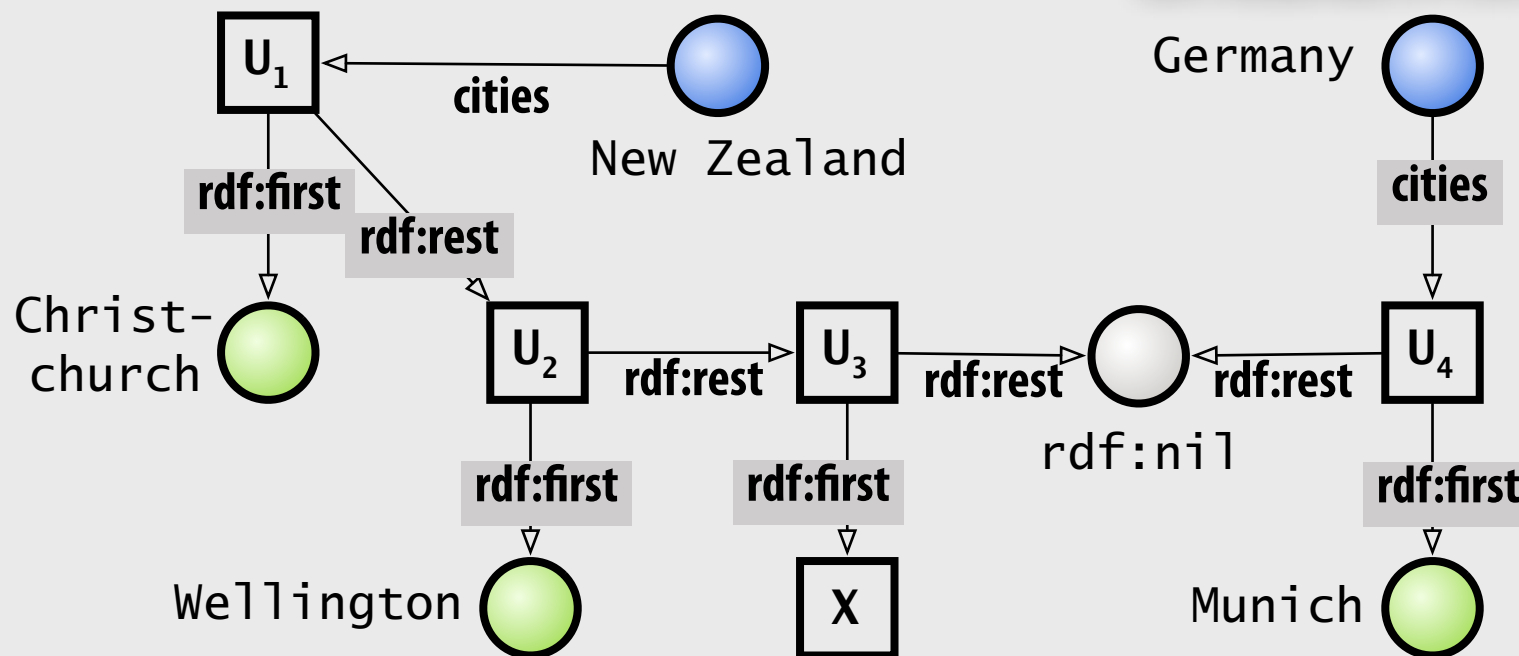 U₁
cities
New Zealand
Germany
cities
rdf:first
rdf:rest
Christ-
church
U₂
rdf:rest
U₃
rdf:rest
rdf:nil
rdf:rest
U₄
rdf:first
rdf:first
rdf:first
Wellington
X
Munich